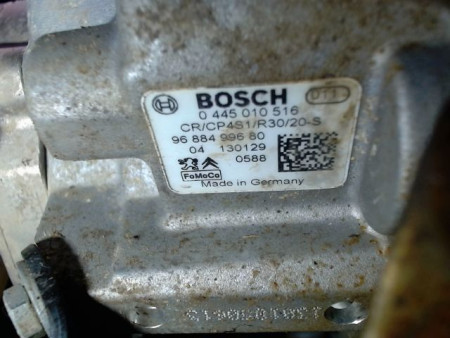 BOSCH
0 445 010 516
CR/CP4S1/R30/20-S
96 884 996 80
04 130129
0588
FoMoCo
Made in Germany